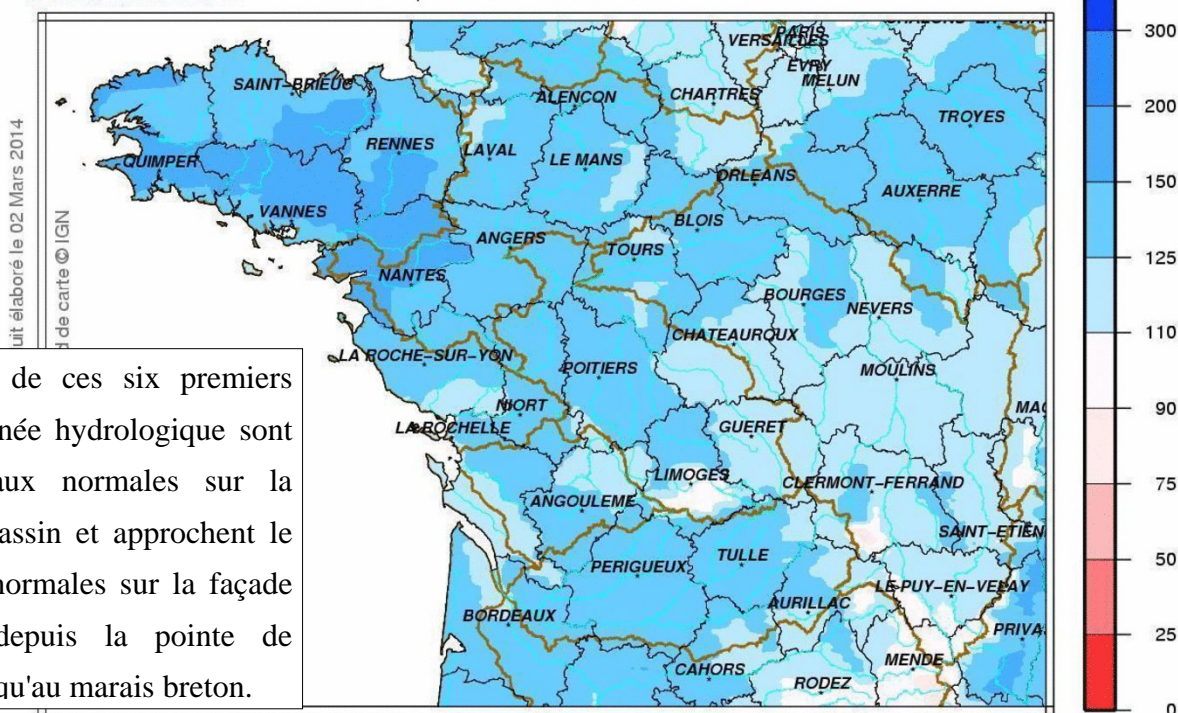 SAINT-BRIEUC
QUIMPER
VANNES
RENNES
LAVAL
ALENCON
LE MANS
CHARTRES
VERSAILLES
PARIS
EVRY
MELUN
TROYES
ORLEANS
AUXERRE
BLOIS
ANGERS
TOURS
NANTES
BOURGES
NEVERS
CHATEAUROUX
LA ROCHE-SUR-YON
POITIERS
MOULINS
NIORT
LA ROCHELLE
GUERET
LIMOGES
CLERMONT-FERRAND
ANGOULEME
SAINT-ETIEN
TULLE
PERIGUEUX
LE-PUY-EN-VELAY
AURILLAC
BORDEAUX
PRIVA
CAHORS
MENDE
RODEZ
300
200
150
125
110
90
75
50
25
0
uit élaboré le 02 Mars 2014
d de carte © IGN
de ces six premiers
née hydrologique sont
aux normales sur la
assin et approchent le
normales sur la façade
depuis la pointe de
qu'au marais breton.